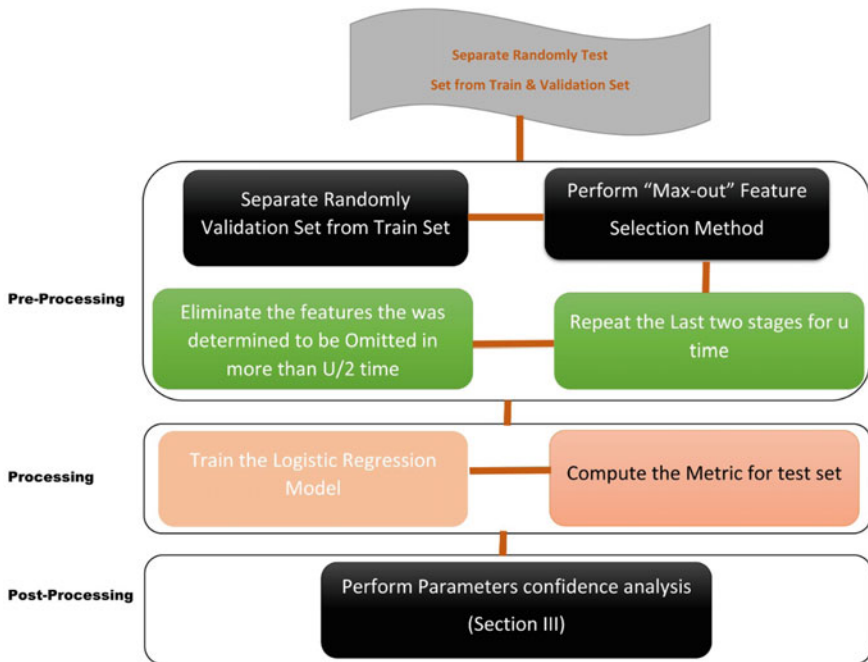 Separate Randomly Test
Set from Train & Validation Set
Separate Randomly
Validation Set from Train Set
Perform “Max-out” Feature
Selection Method
Pre-Processing
Eliminate the features the was
determined to be Omitted in
more than U/2 time
Repeat the Last two stages for u
time
Processing
Train the Logistic Regression
Model
Compute the Metric for test set
Post-Processing
Perform Parameters confidence analysis
(Section III)